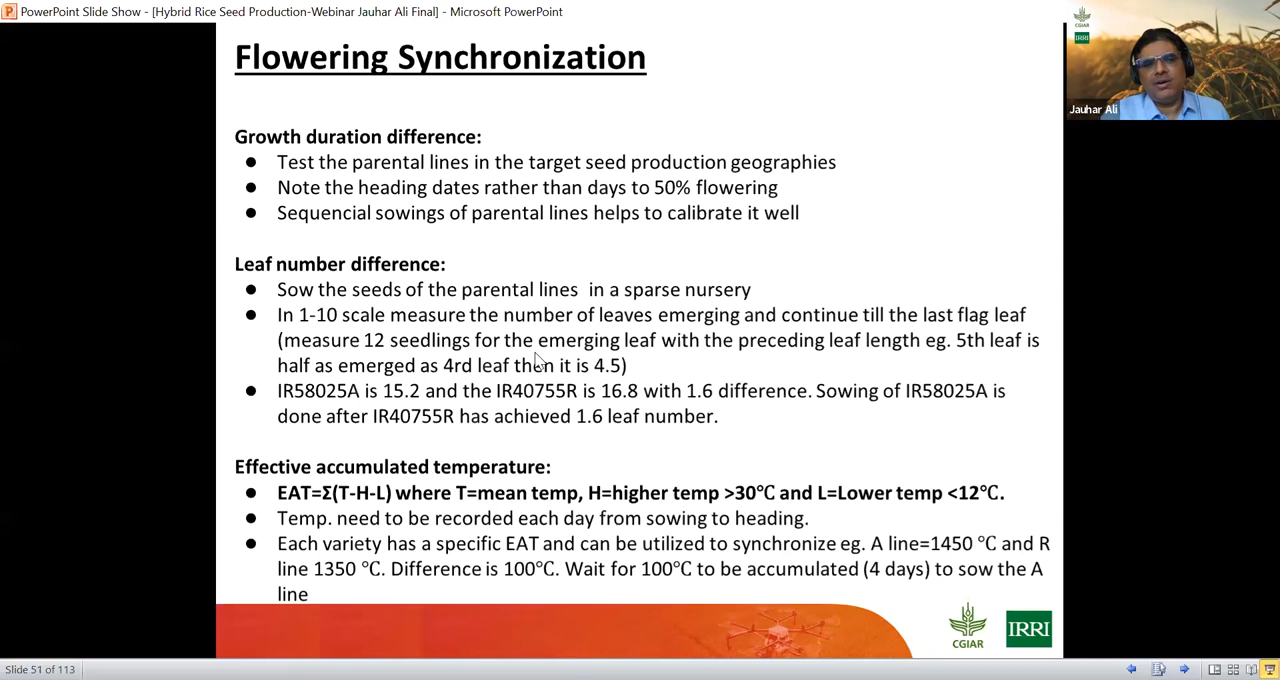 PowerPoint Slide Show - [Hybrid Rice Seed Production-Webinar Jauhar Ali Final] - Microsoft PowerPoint
Flowering Synchronization
Growth duration difference:
● Test the parental lines in the target seed production geographies
● Note the heading dates rather than days to 50% flowering
● Sequencial sowings of parental lines helps to calibrate it well
Leaf number difference:
● Sow the seeds of the parental lines in a sparse nursery
● In 1-10 scale measure the number of leaves emerging and continue till the last flag leaf
(measure 12 seedlings for the emerging leaf with the preceding leaf length eg. 5th leaf is
half as emerged as 4rd leaf then it is 4.5)
● IR58025A is 15.2 and the IR40755R is 16.8 with 1.6 difference. Sowing of IR58025A is
done after IR40755R has achieved 1.6 leaf number.
Effective accumulated temperature:
● EAT=Σ(T-H-L) where T=mean temp, H=higher temp >30℃ and L=Lower temp <12℃.
● Temp. need to be recorded each day from sowing to heading.
● Each variety has a specific EAT and can be utilized to synchronize eg. A line=1450 ℃ and R
line 1350 ℃. Difference is 100℃. Wait for 100℃ to be accumulated (4 days) to sow the A
line
CGIAR
IRRI
CGIAR
IRRI
Jauhar Ali
Slide 51 of 113